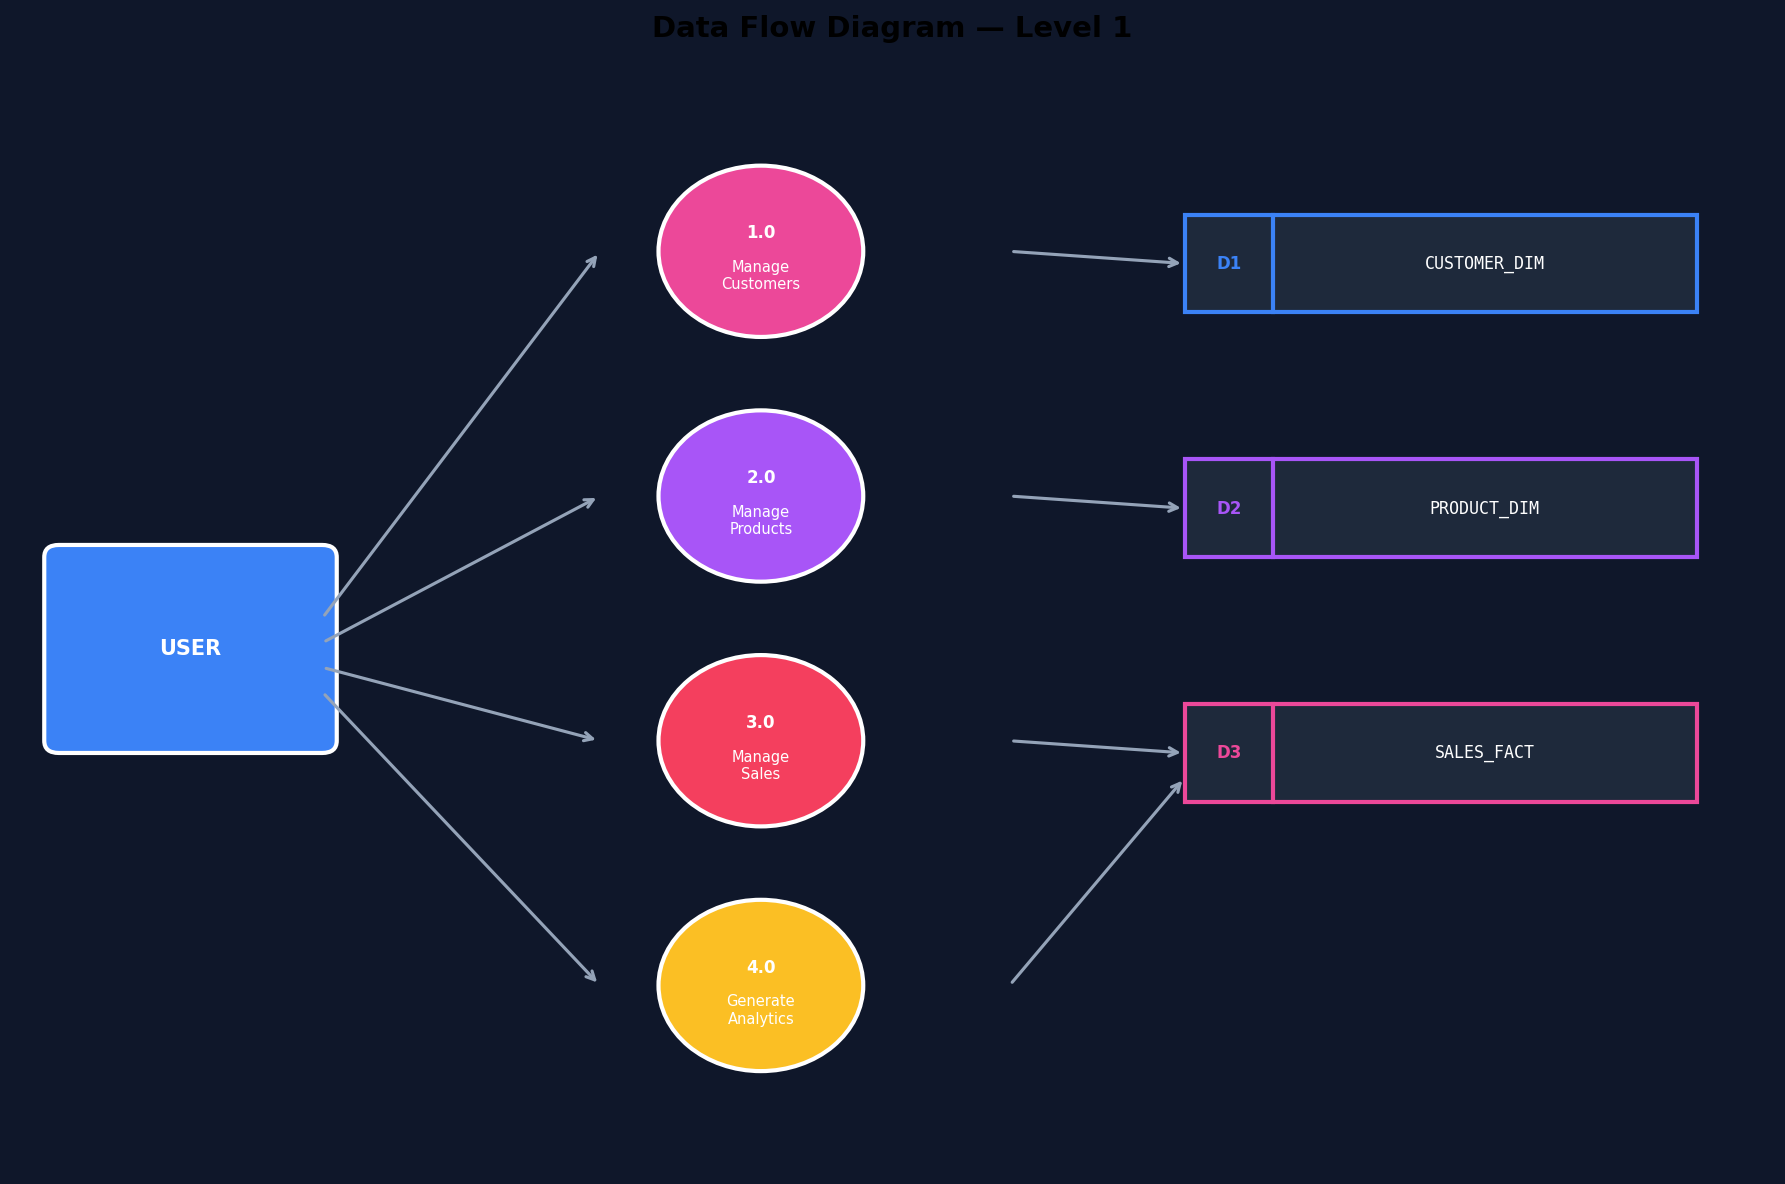 Data Flow Diagram — Level 1
1.0
Manage
Customers
D1
CUSTOMER_DIM
2.0
Manage
Products
D2
PRODUCT_DIM
USER
3.0
Manage
Sales
D3
SALES_FACT
4.0
Generate
Analytics